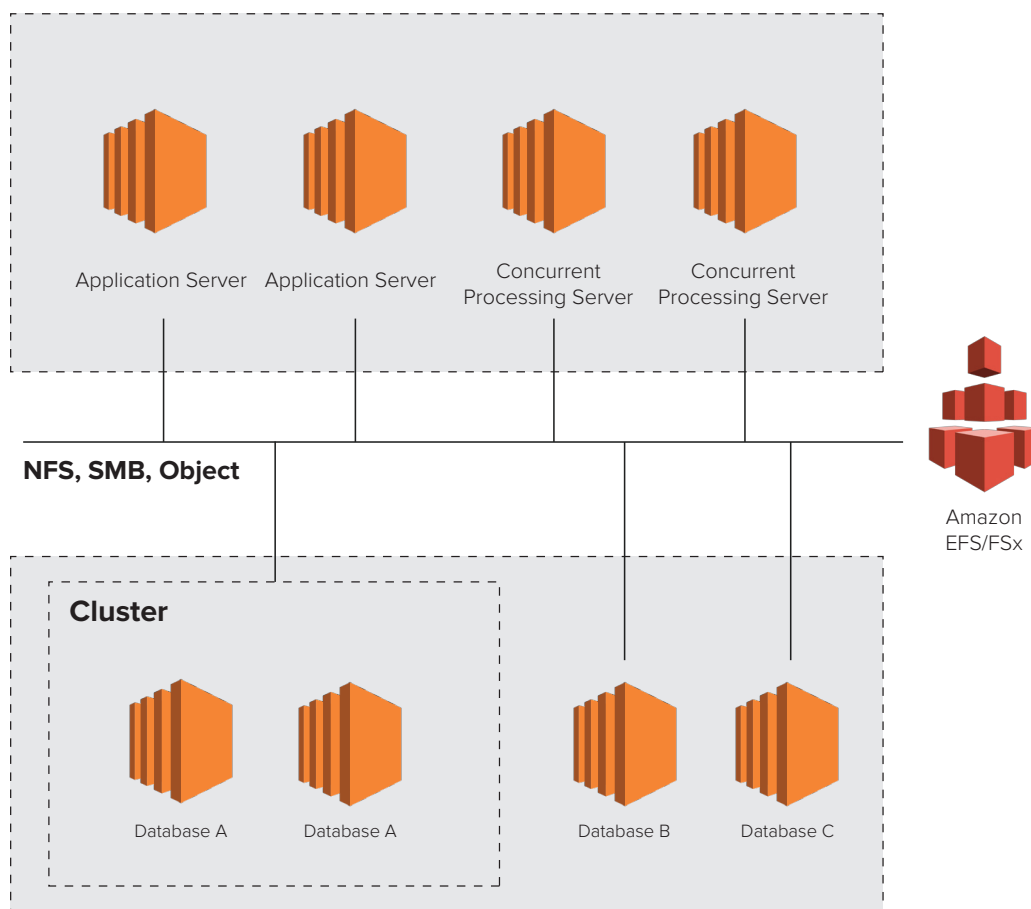 Application Server
Application Server
Concurrent
Processing Server
Concurrent
Processing Server
NFS, SMB, Object
Amazon
EFS/FSx
Cluster
Database A
Database A
Database B
Database C